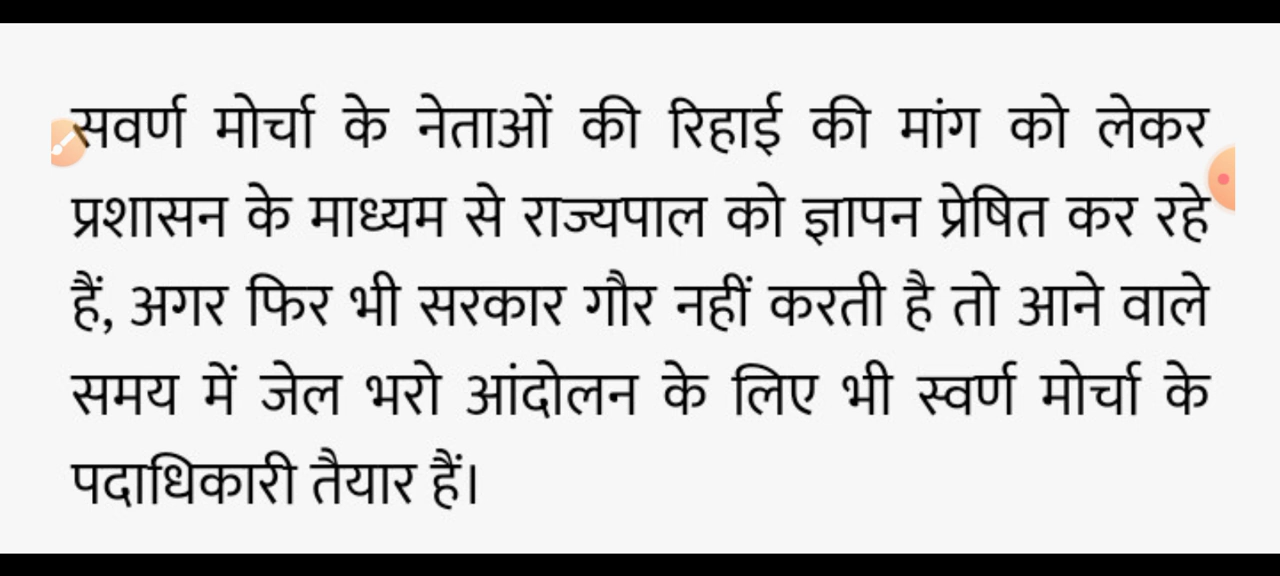 सवर्ण मोर्चा के नेताओं की रिहाई की मांग को लेकर
प्रशासन के माध्यम से राज्यपाल को ज्ञापन प्रेषित कर रहे
हैं, अगर फिर भी सरकार गौर नहीं करती है तो आने वाले
समय में जेल भरो आंदोलन के लिए भी स्वर्ण मोर्चा के
पदाधिकारी तैयार हैं।